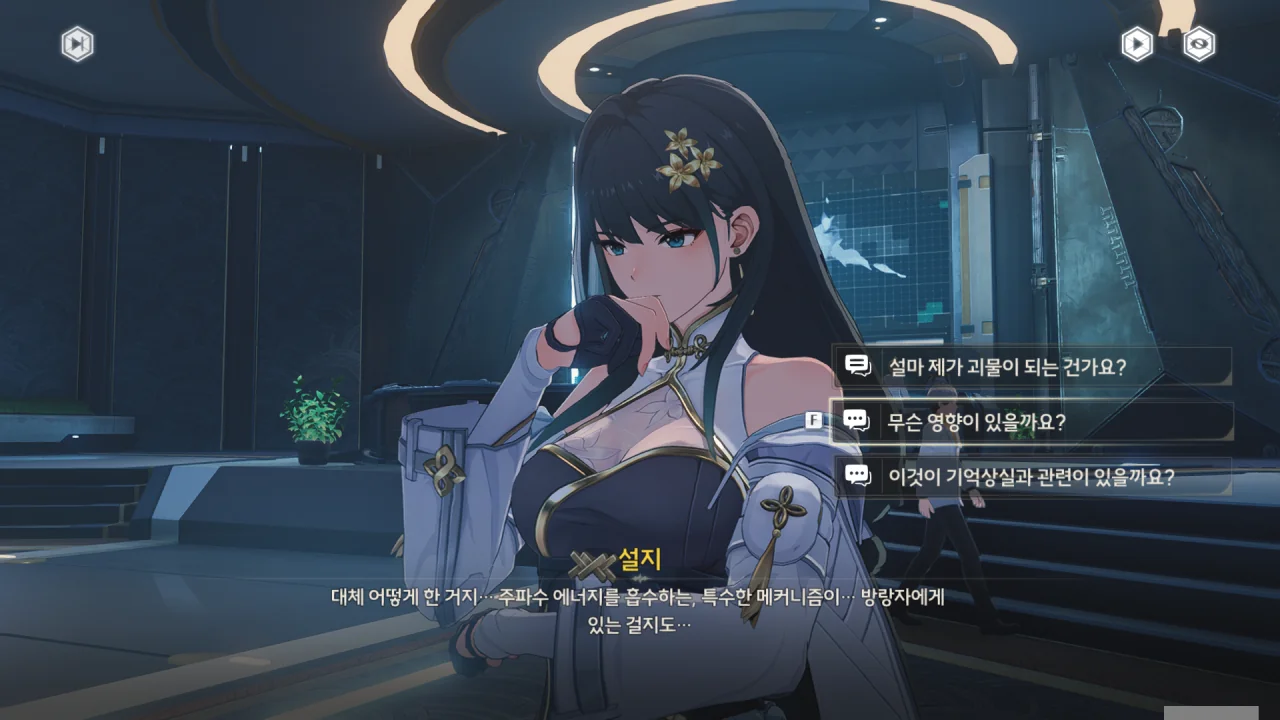 설마 제가 괴물이 되는 건가요?
F
무슨 영향이 있을까요?
이것이 기억상실과 관련이 있을까요?
설지
대체 어떻게 한 거지… 주파수 에너지를 흡수하는, 특수한 메커니즘이… 방랑자에게
있는 걸지도…